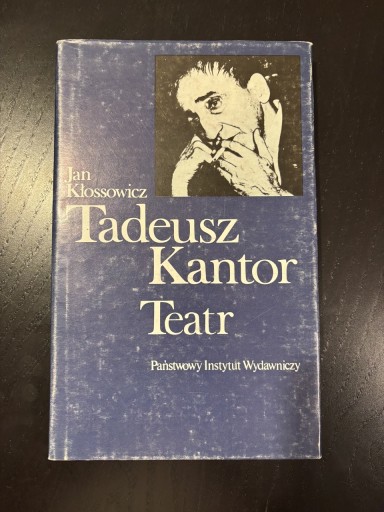 Jan
Kłossowicz
Tadeusz
Kantor
Teatr
Państwowy Instytut Wydawniczy